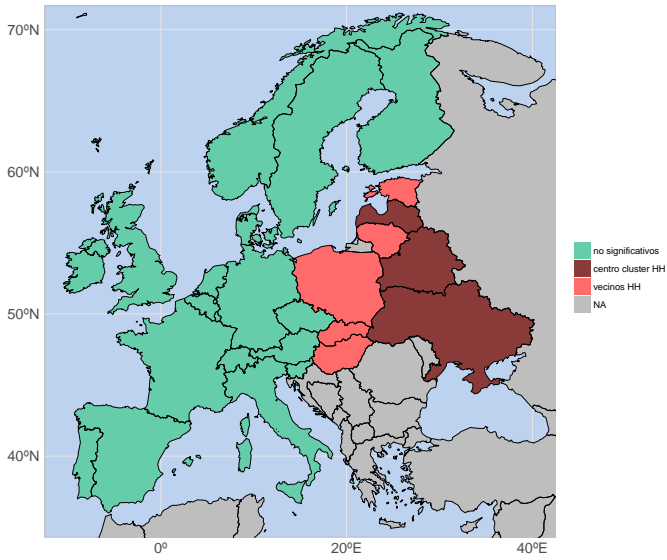 70ºN
60ºN
50ºN
40ºN
0º
20ºE
40ºE
no significativos
centro cluster HH
vecinos HH
NA